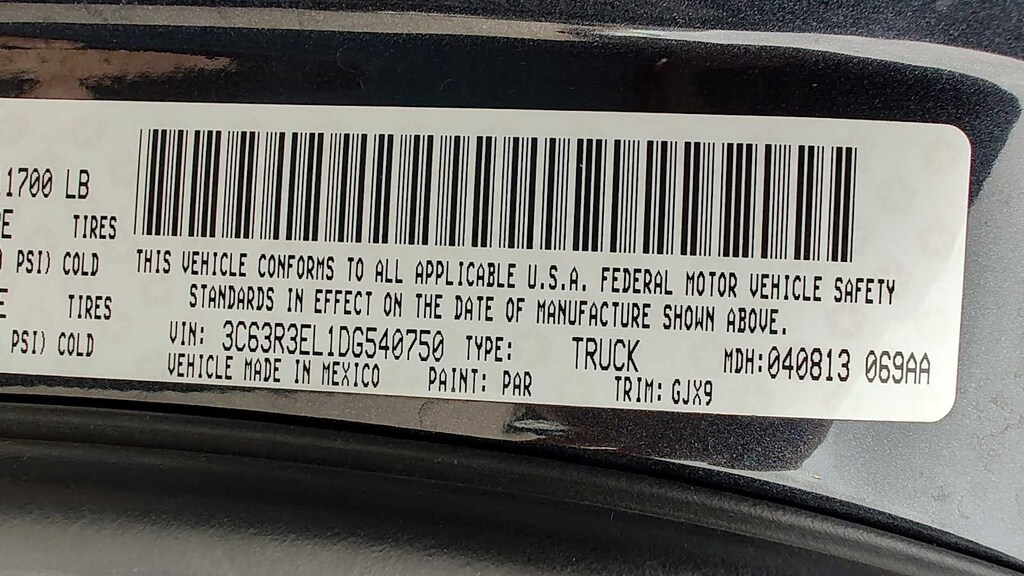 1700 LB
TIRES
PSI) COLD
THIS VEHICLE CONFORMS TO ALL APPLICABLE U.S.A. FEDERAL MOTOR VEHICLE SAFETY
TIRES
STANDARDS IN EFFECT ON THE DATE OF MANUFACTURE SHOWN ABOVE.
PSI) COLD
VIN: 3C63R3EL1DG540750 TYPE: TRUCK MDH: 040813 069AA
VEHICLE MADE IN MEXICO PAINT: PAR TRIM: GJX9